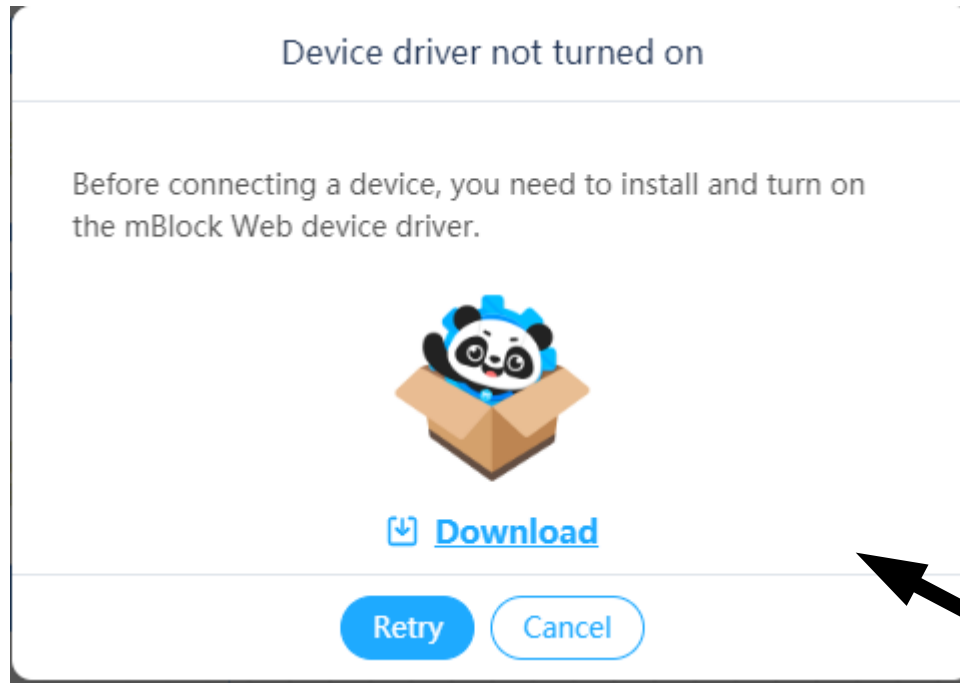 Device driver not turned on
Before connecting a device, you need to install and turn on
the mBlock Web device driver.
Download
Retry
Cancel